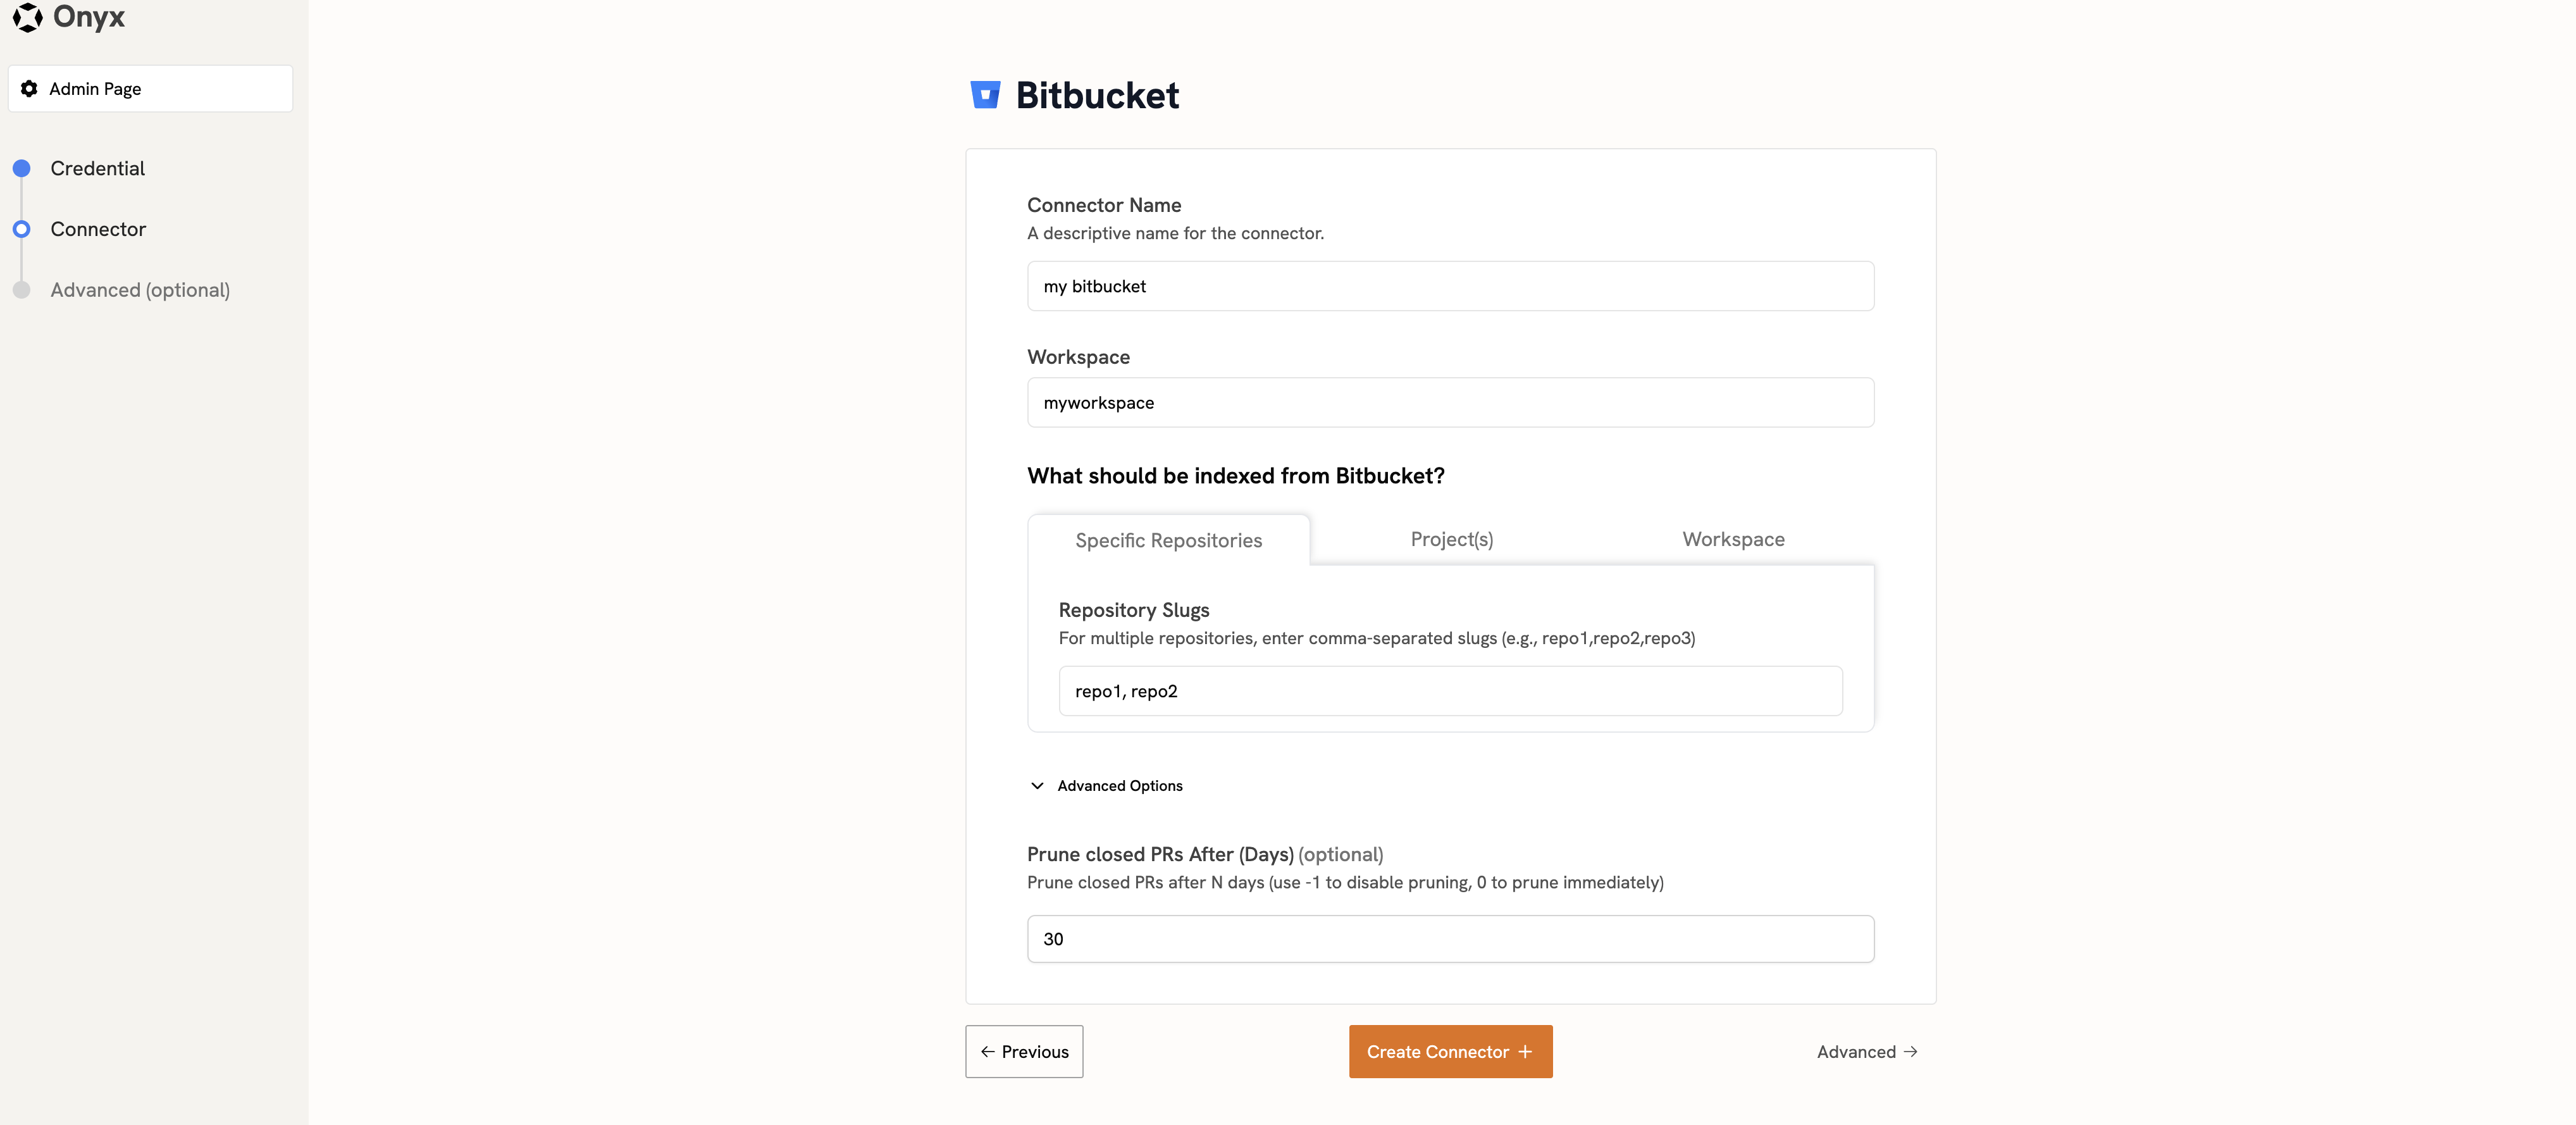 Onyx
Admin Page
Credential
Connector
Advanced (optional)
Bitbucket
Connector Name
A descriptive name for the connector.
my bitbucket
Workspace
myworkspace
What should be indexed from Bitbucket?
Specific Repositories
Project(s)
Workspace
Repository Slugs
For multiple repositories, enter comma-separated slugs (e.g., repo1,repo2,repo3)
repo1, repo2
Advanced Options
Prune closed PRs After (Days) (optional)
Prune closed PRs after N days (use -1 to disable pruning, 0 to prune immediately)
30
← Previous
Create Connector +
Advanced →